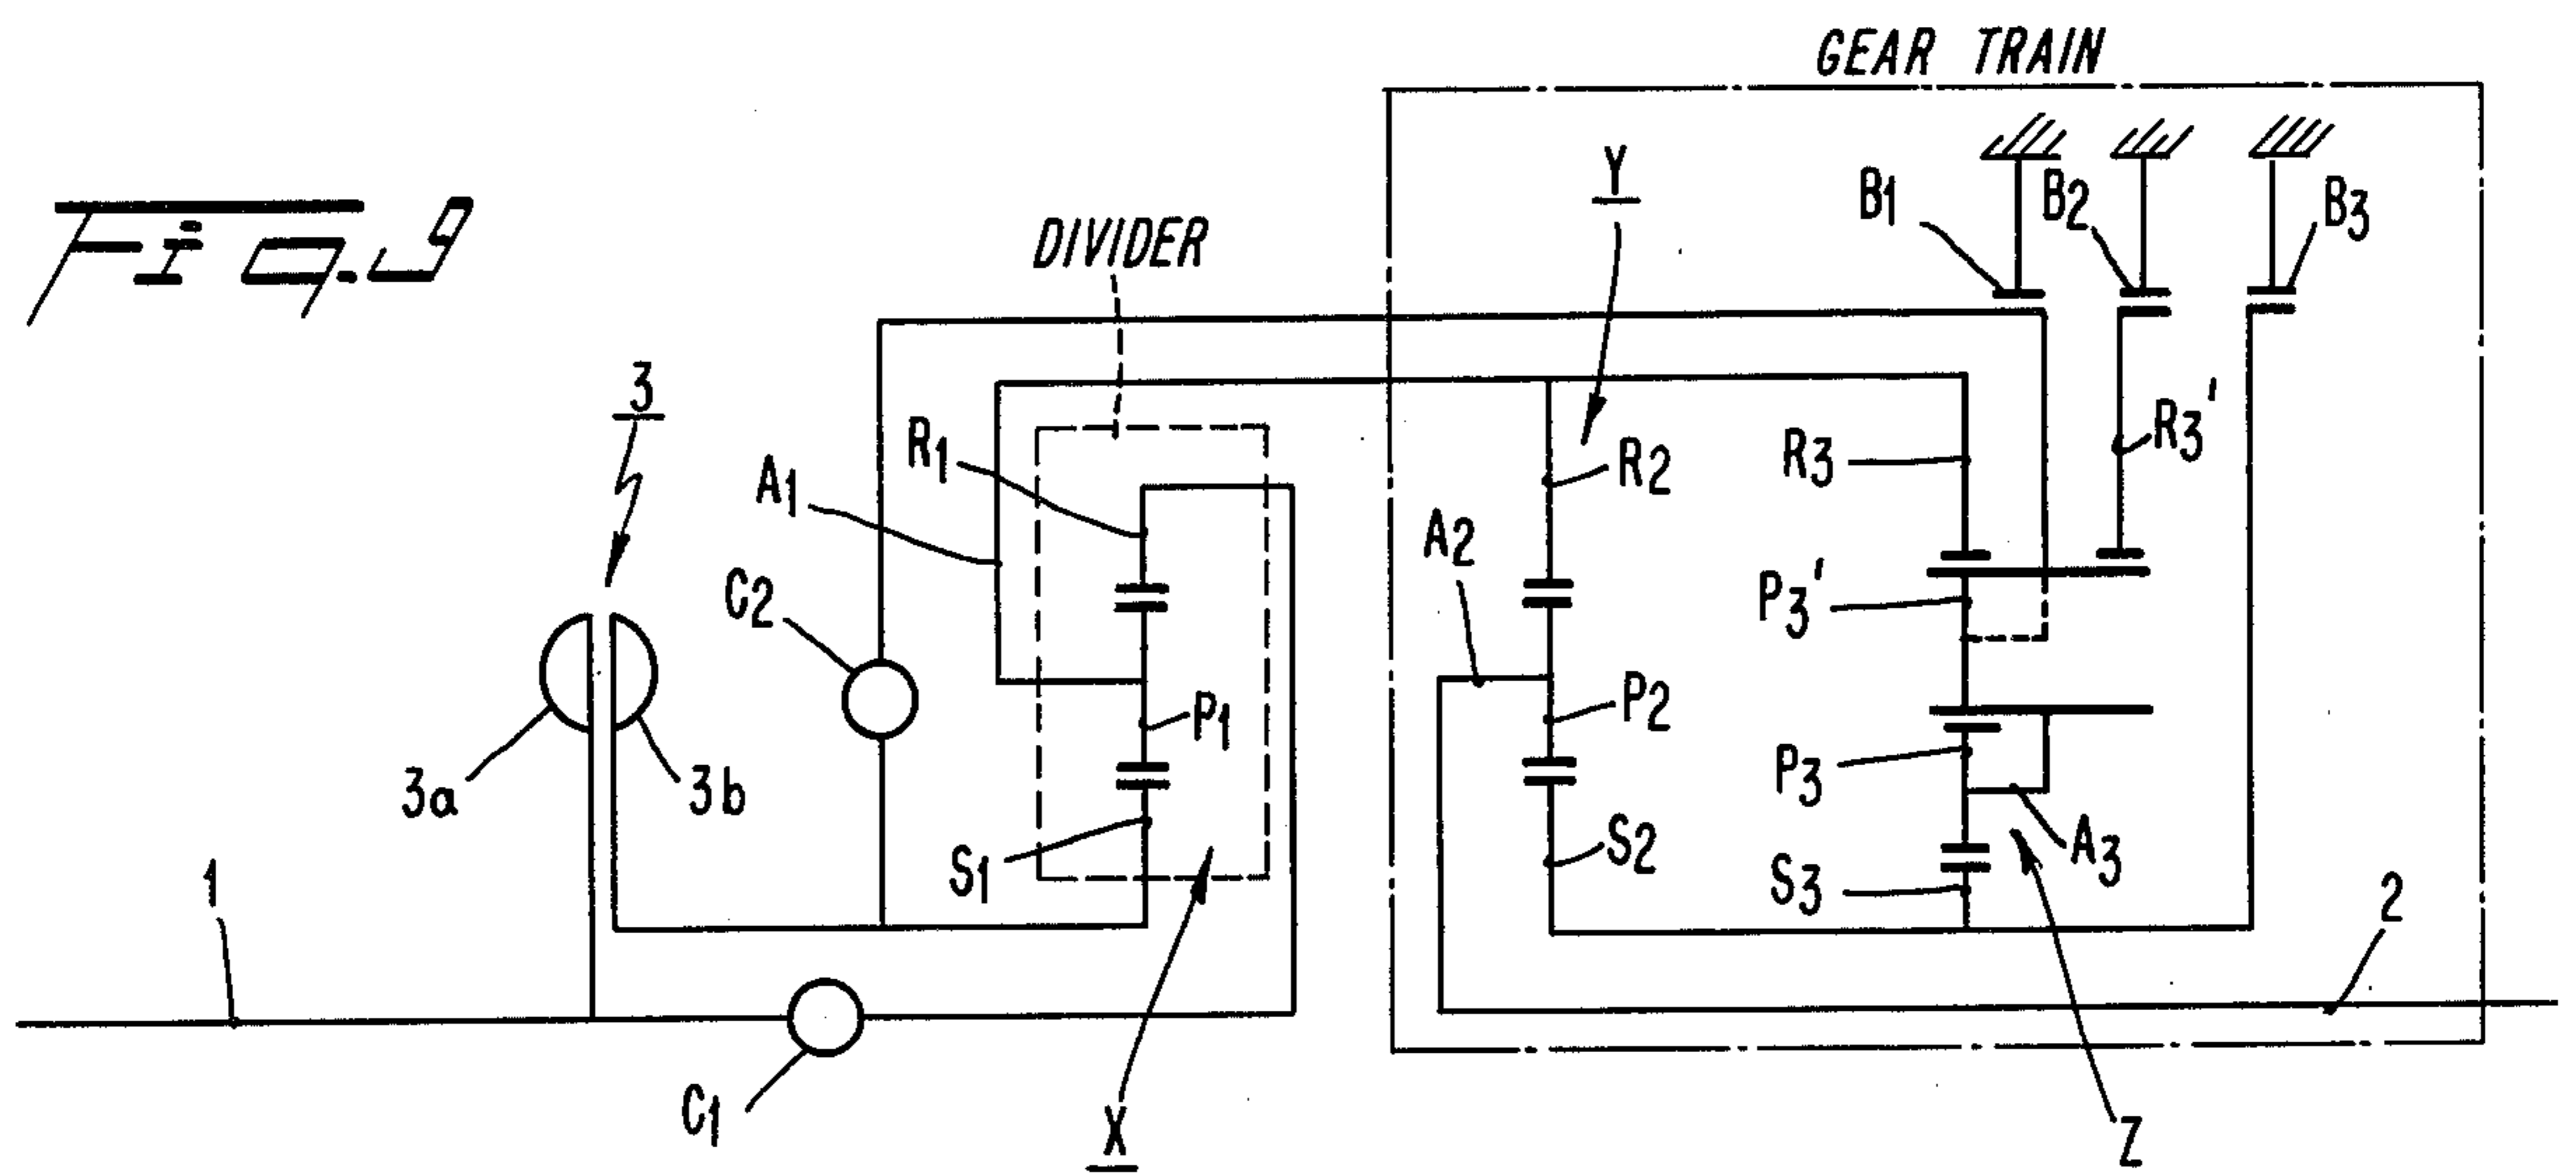 Fig. 9
GEAR TRAIN
DIVIDER
Y
B1
B2
B3
3
R1
A1
R2
R3
R3'
A2
C2
P3'
P1
P2
P3
3a
3b
S1
S2
S3
A3
1
2
C1
X
Z